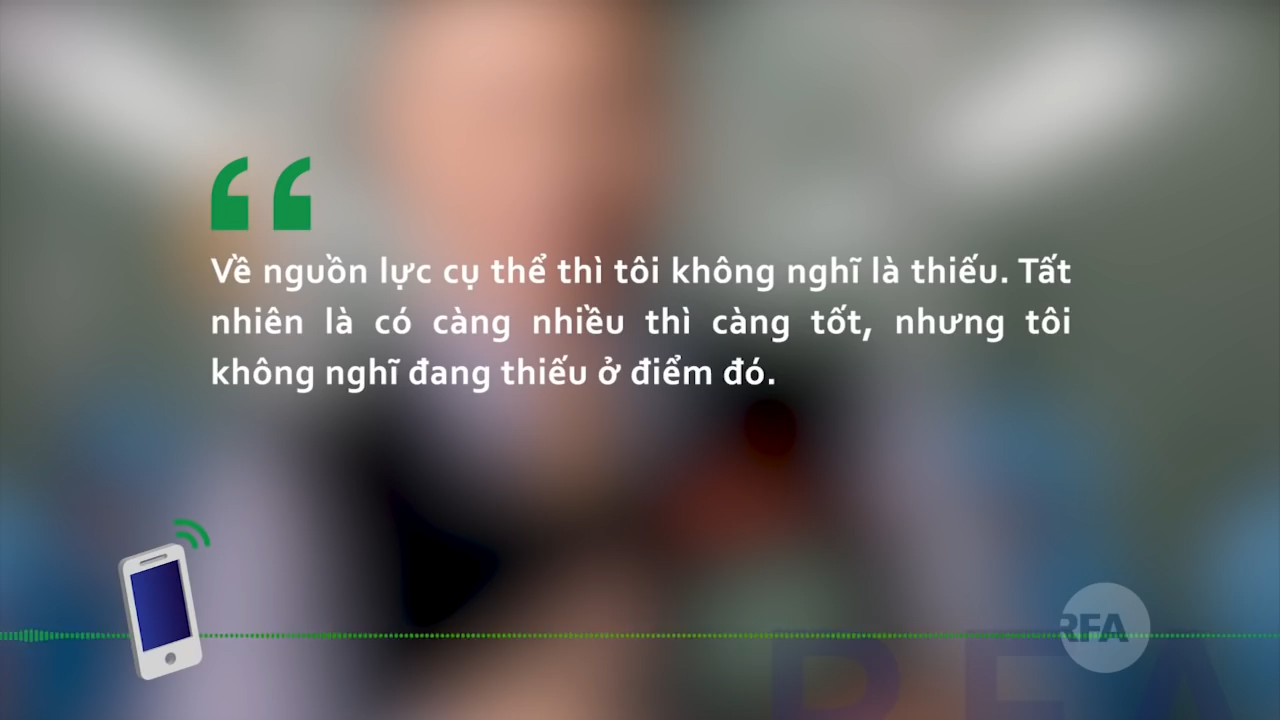 Về nguồn lực cụ thể thì tôi không nghĩ là thiếu. Tất
nhiên là có càng nhiều thì càng tốt, nhưng tôi
không nghĩ đang thiếu ở điểm đó.
RFA
RFA